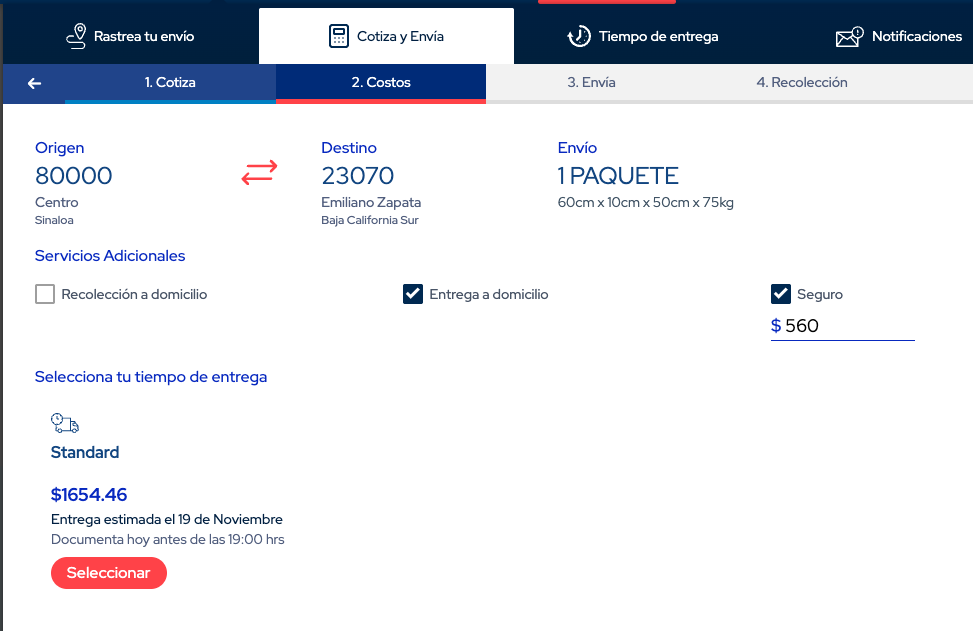 Rastrea tu envío
Cotiza y Envía
Tiempo de entrega
Notificaciones
1. Cotiza
2. Costos
3. Envía
4. Recolección
Origen
80000
Centro
Sinaloa
Destino
23070
Emiliano Zapata
Baja California Sur
Envío
1 PAQUETE
60cm x 10cm x 50cm x 75kg
Servicios Adicionales
Recolección a domicilio
Entrega a domicilio
Seguro
$ 560
Selecciona tu tiempo de entrega
Standard
$1654.46
Entrega estimada el 19 de Noviembre
Documenta hoy antes de las 19:00 hrs
Seleccionar